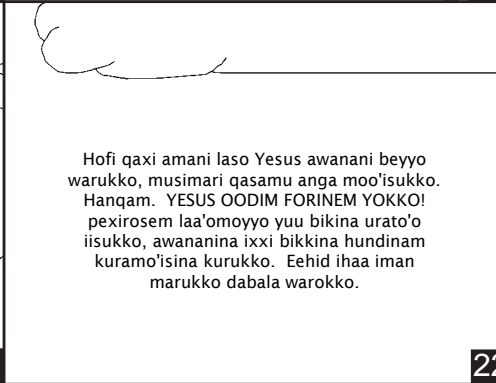 Hofi qaxi amani laso Yesus awanani beyyo
warukko, musimari qasamu anga moo'isukko.
Hanqam.  YESUS OODIM FORINEM YOKKO!
pexirosem laa'omoyyo yuu bikina urato'o
iisukko, awananina ixxi bikkina hundinam
kuramo'isina kurukko.  Eehid ihaa iman
marukko dabala warokko.